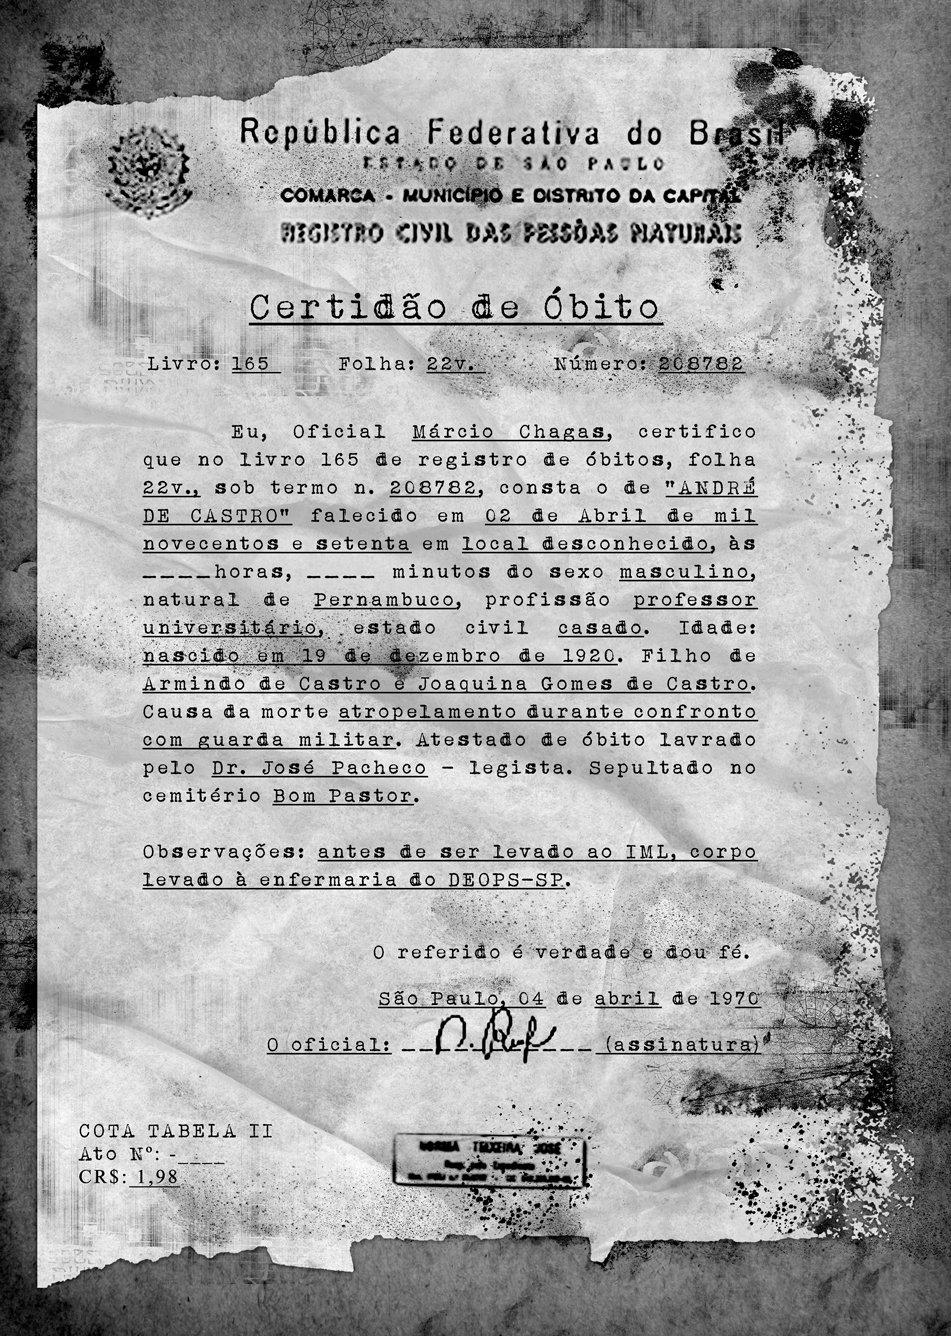 República Federativa do Brasil
ESTADO DE SÃO PAULO
COMARCA - MUNICÍPIO E DISTRITO DA CAPITAL
REGISTRO CIVIL DAS PESSÔAS NATURAIS
Certidão de Óbito
Livro: 165 Folha: 22v. Número: 208782
Eu, Oficial Márcio Chagas, certifico
que no livro 165 de registro de óbitos, folha
22v., sob termo n. 208782, consta o de "ANDRÉ
DE CASTRO" falecido em 02 de Abril de mil
novecentos e setenta em local desconhecido, às
____horas, ____ minutos do sexo masculino,
natural de Pernambuco, profissão professor
universitário, estado civil casado. Idade:
nascido em 19 de dezembro de 1920. Filho de
Armindo de Castro e Joaquina Gomes de Castro.
Causa da morte atropelamento durante confronto
com guarda militar. Atestado de óbito lavrado
pelo Dr. José Pacheco - legista. Sepultado no
cemitério Bom Pastor.
Observações: antes de ser levado ao IML, corpo
levado à enfermaria do DEOPS-SP.
O referido é verdade e dou fé.
São Paulo, 04 de abril de 1970
O oficial: ____ (assinatura)
COTA TABELA II
Ato Nº: -____
CR$: 1,98
TEIXEIRA JOSÉ